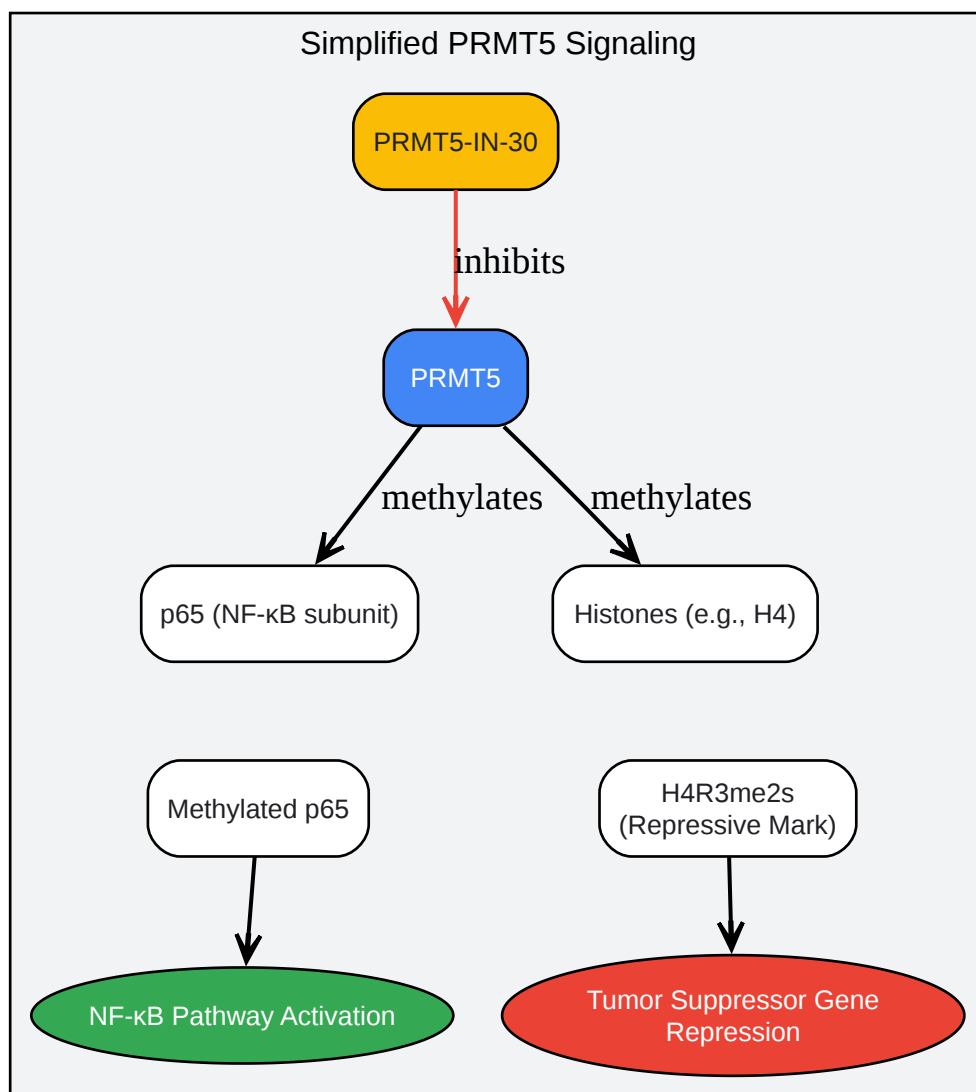 Simplified PRMT5 Signaling
PRMT5-IN-30
inhibits
PRMT5
methylates
methylates
p65 (NF-κB subunit)
Histones (e.g., H4)
Methylated p65
H4R3me2s
(Repressive Mark)
NF-κB Pathway Activation
Tumor Suppressor Gene
Repression